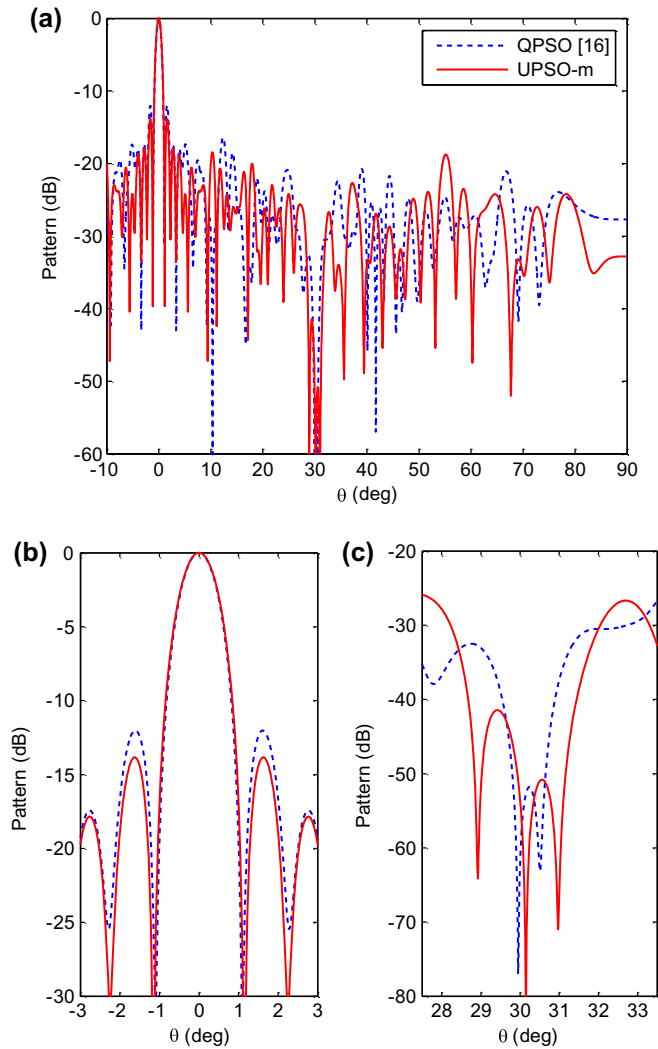 (a)
0
-10
-20
-30
-40
-50
-60
Pattern (dB)
QPSO [16]
UPSO-m
-10 0 10 20 30 40 50 60 70 80 90
θ (deg)
(b)
0
-5
-10
-15
-20
-25
-30
Pattern (dB)
-3 -2 -1 0 1 2 3
θ (deg)
(c)
-20
-30
-40
-50
-60
-70
-80
Pattern (dB)
28 29 30 31 32 33
θ (deg)